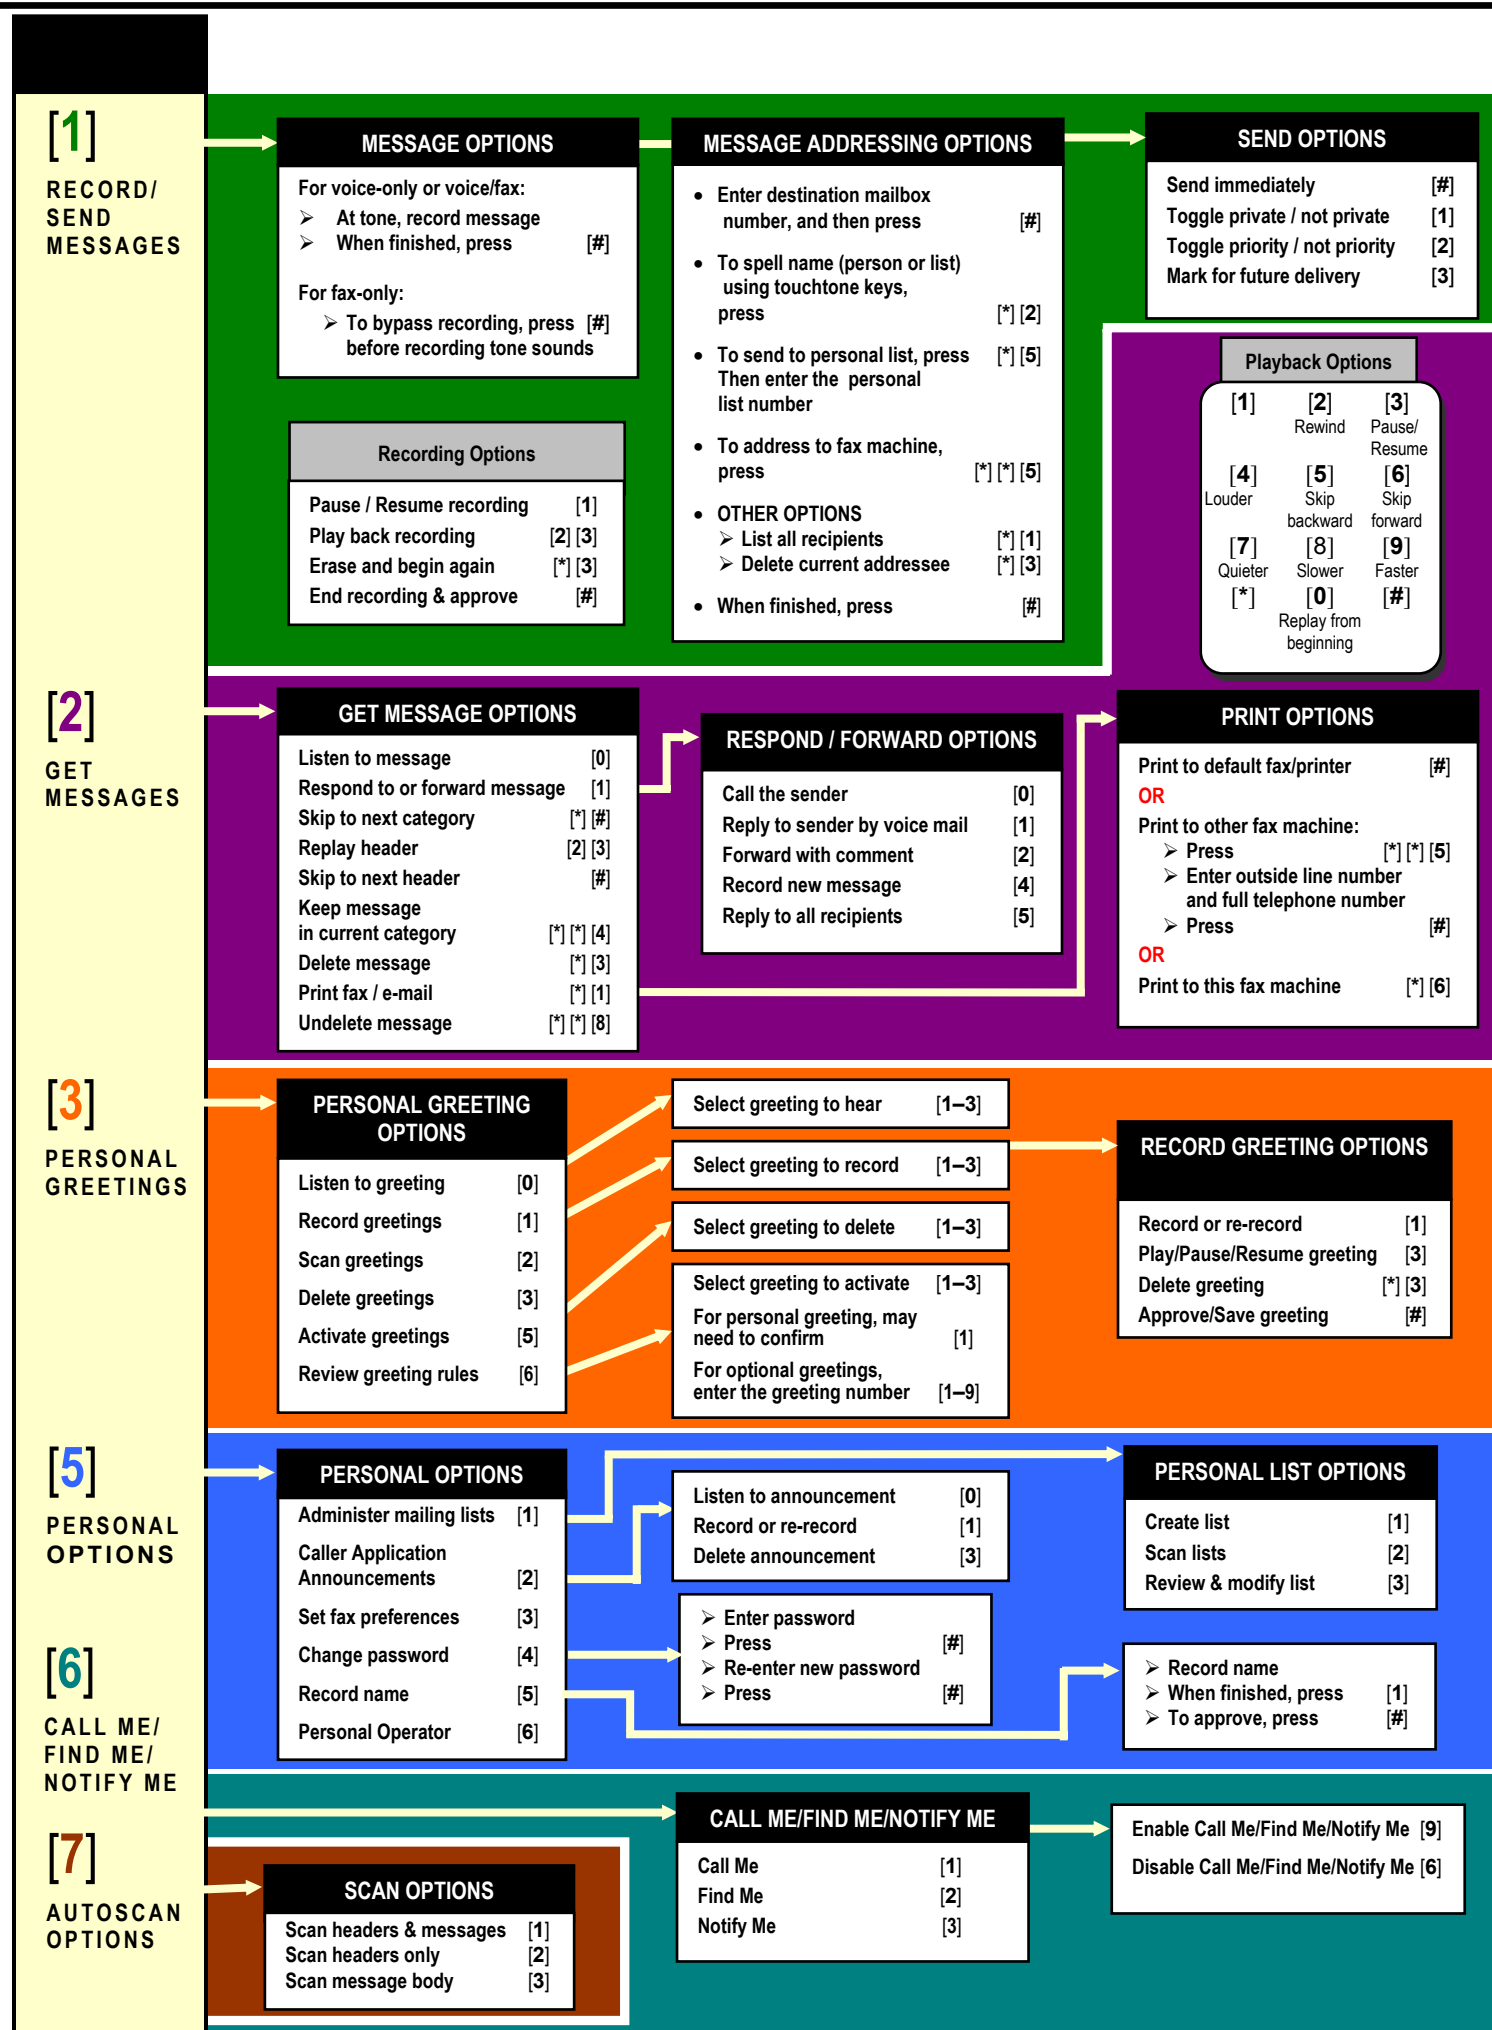 [1]
RECORD/
SEND
MESSAGES
MESSAGE OPTIONS
For voice-only or voice/fax:
➢ At tone, record message
➢ When finished, press [#]
For fax-only:
➢ To bypass recording, press [#]
before recording tone sounds
Recording Options
Pause / Resume recording [1]
Play back recording [2] [3]
Erase and begin again [*] [3]
End recording & approve [#]
MESSAGE ADDRESSING OPTIONS
• Enter destination mailbox
number, and then press [#]
• To spell name (person or list)
using touchtone keys,
press [*] [2]
• To send to personal list, press [*] [5]
Then enter the personal
list number
• To address to fax machine,
press [*] [*] [5]
• OTHER OPTIONS
➢ List all recipients [*] [1]
➢ Delete current addressee [*] [3]
• When finished, press [#]
SEND OPTIONS
Send immediately [#]
Toggle private / not private [1]
Toggle priority / not priority [2]
Mark for future delivery [3]
Playback Options
[1] [2] [3]
Rewind Pause/
Resume
[4] [5] [6]
Louder Skip Skip
backward forward
[7] [8] [9]
Quieter Slower Faster
[*] [0] [#]
Replay from
beginning
[2]
GET
MESSAGES
GET MESSAGE OPTIONS
Listen to message [0]
Respond to or forward message [1]
Skip to next category [*] [#]
Replay header [2] [3]
Skip to next header [#]
Keep message
in current category [*] [*] [4]
Delete message [*] [3]
Print fax / e-mail [*] [1]
Undelete message [*] [*] [8]
RESPOND / FORWARD OPTIONS
Call the sender [0]
Reply to sender by voice mail [1]
Forward with comment [2]
Record new message [4]
Reply to all recipients [5]
PRINT OPTIONS
Print to default fax/printer [#]
OR
Print to other fax machine:
➢ Press [*] [*] [5]
➢ Enter outside line number
and full telephone number
➢ Press [#]
OR
Print to this fax machine [*] [6]
[3]
PERSONAL
GREETINGS
PERSONAL GREETING
OPTIONS
Listen to greeting [0]
Record greetings [1]
Scan greetings [2]
Delete greetings [3]
Activate greetings [5]
Review greeting rules [6]
Select greeting to hear [1–3]
Select greeting to record [1–3]
Select greeting to delete [1–3]
Select greeting to activate [1–3]
For personal greeting, may
need to confirm [1]
For optional greetings,
enter the greeting number [1–9]
RECORD GREETING OPTIONS
Record or re-record [1]
Play/Pause/Resume greeting [3]
Delete greeting [*] [3]
Approve/Save greeting [#]
[5]
PERSONAL
OPTIONS
PERSONAL OPTIONS
Administer mailing lists [1]
Caller Application
Announcements [2]
Set fax preferences [3]
Change password [4]
Record name [5]
Personal Operator [6]
Listen to announcement [0]
Record or re-record [1]
Delete announcement [3]
➢ Enter password
➢ Press [#]
➢ Re-enter new password
➢ Press [#]
PERSONAL LIST OPTIONS
Create list [1]
Scan lists [2]
Review & modify list [3]
➢ Record name
➢ When finished, press [1]
➢ To approve, press [#]
[6]
CALL ME/
FIND ME/
NOTIFY ME
CALL ME/FIND ME/NOTIFY ME
Call Me [1]
Find Me [2]
Notify Me [3]
Enable Call Me/Find Me/Notify Me [9]
Disable Call Me/Find Me/Notify Me [6]
[7]
AUTOSCAN
OPTIONS
SCAN OPTIONS
Scan headers & messages [1]
Scan headers only [2]
Scan message body [3]